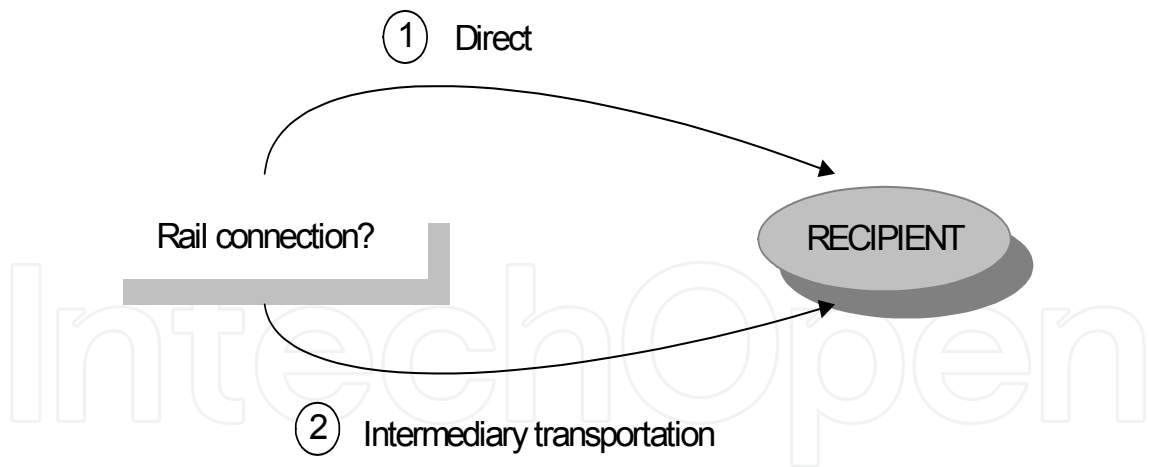 1 Direct
Rail connection?
RECIPIENT
IntechOpen
2 Intermediary transportation